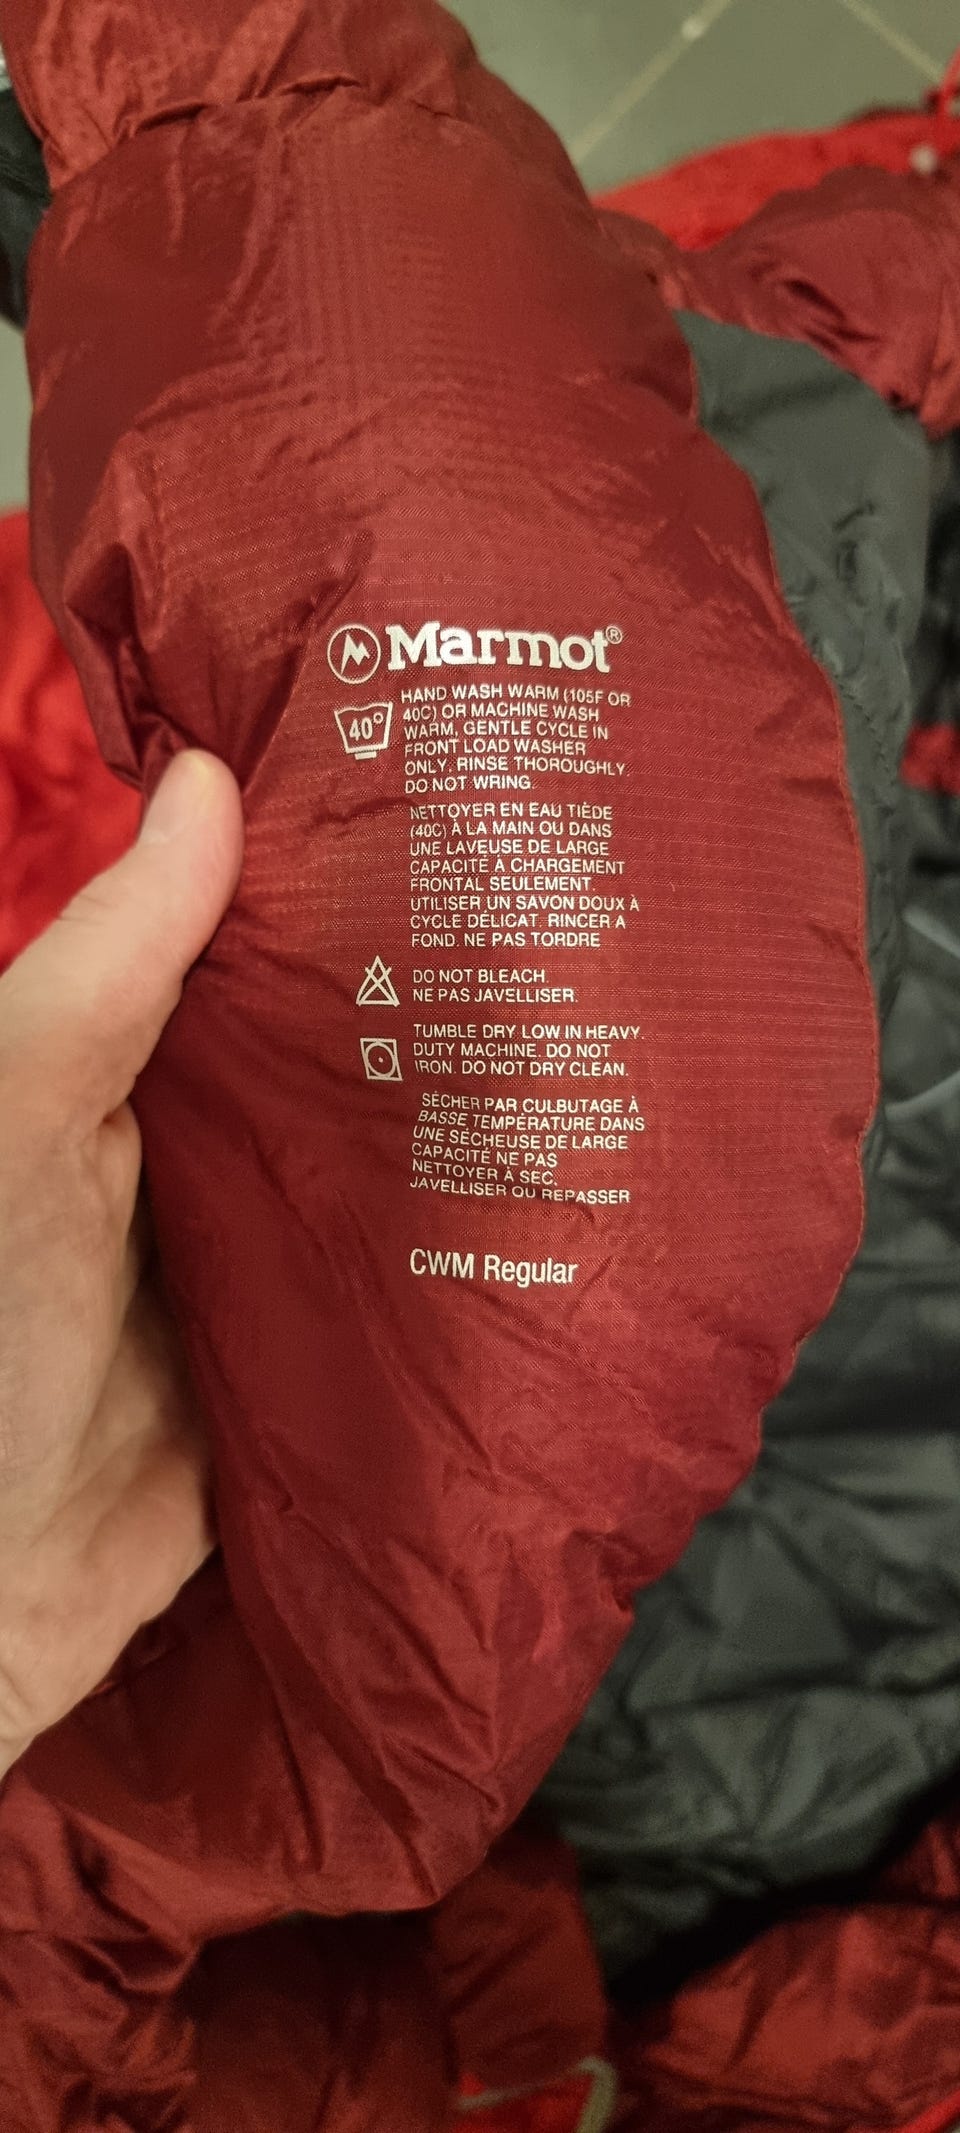 Marmot®
40°
HAND WASH WARM (105F OR
40C) OR MACHINE WASH
WARM, GENTLE CYCLE IN
FRONT LOAD WASHER
ONLY. RINSE THOROUGHLY.
DO NOT WRING.
NETTOYER EN EAU TIÈDE
(40C) À LA MAIN OU DANS
UNE LAVEUSE DE LARGE
CAPACITÉ À CHARGEMENT
FRONTAL SEULEMENT.
UTILISER UN SAVON DOUX À
CYCLE DÉLICAT. RINCER A
FOND. NE PAS TORDRE
DO NOT BLEACH.
NE PAS JAVELLISER.
TUMBLE DRY LOW IN HEAVY.
DUTY MACHINE. DO NOT
IRON. DO NOT DRY CLEAN.
SÉCHER PAR CULBUTAGE À
BASSE TEMPÉRATURE DANS
UNE SÉCHEUSE DE LARGE
CAPACITÉ NE PAS
NETTOYER À SEC,
JAVELLISER OU REPASSER
CWM Regular